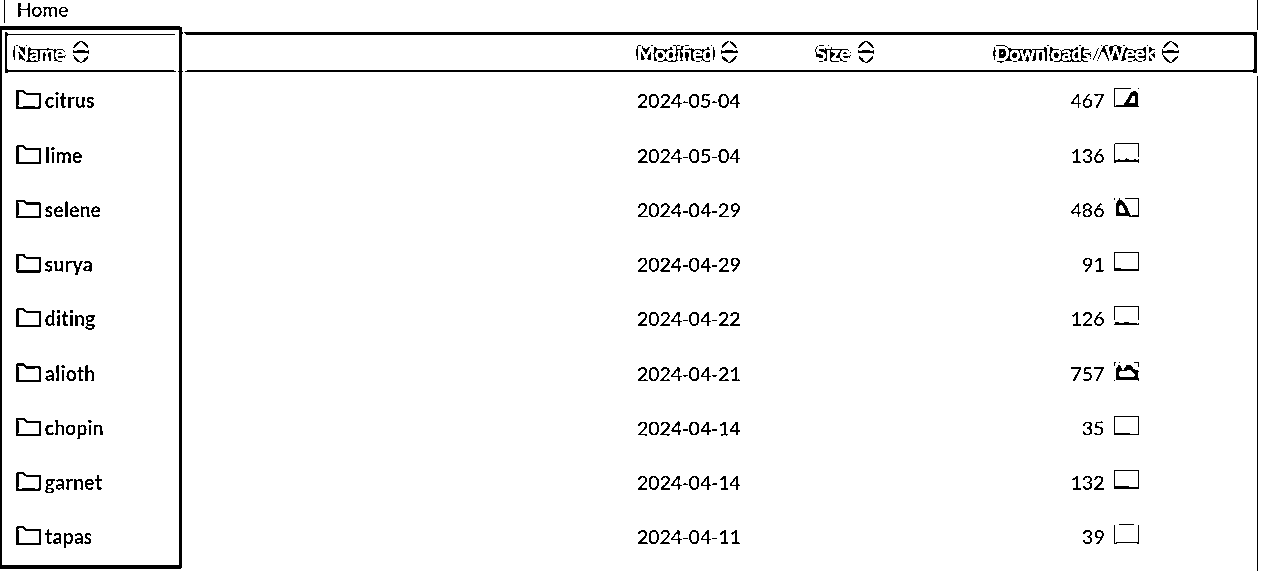 Home
Name Modified Size Downloads / Week
citrus 2024-05-04 467
lime 2024-05-04 136
selene 2024-04-29 486
surya 2024-04-29 91
diting 2024-04-22 126
alioth 2024-04-21 757
chopin 2024-04-14 35
garnet 2024-04-14 132
tapas 2024-04-11 39